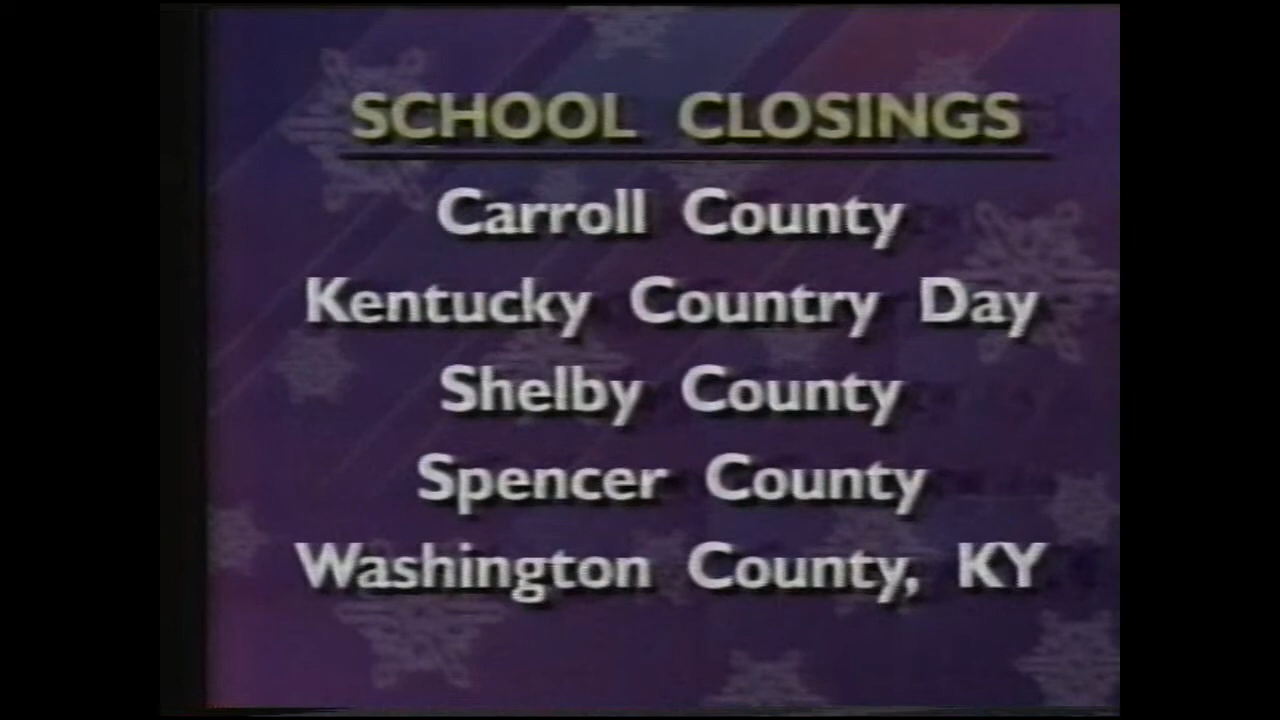 SCHOOL CLOSINGS
Carroll County
Kentucky Country Day
Shelby County
Spencer County
Washington County, KY